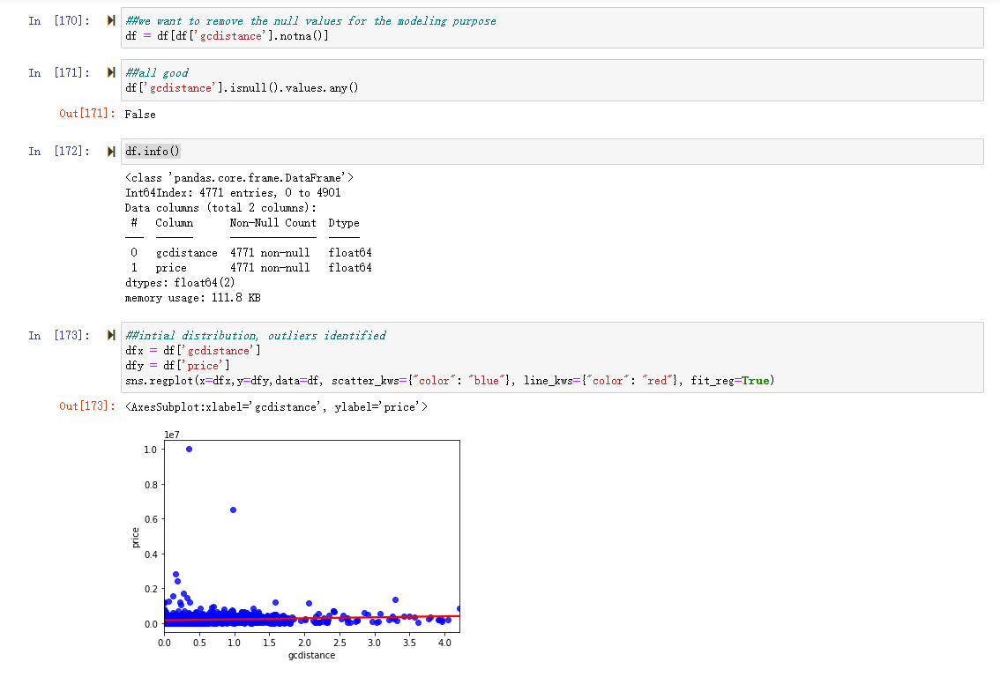 In [170]: ##we want to remove the null values for the modeling purpose
df = df[df['gcdistance'].notna()]
In [171]: ##all good
df['gcdistance'].isnull().values.any()
Out[171]: False
In [172]: df.info()
<class 'pandas.core.frame.DataFrame'>
Int64Index: 4771 entries, 0 to 4901
Data columns (total 2 columns):
# Column Non-Null Count Dtype
--- ------ -------------- -----
0 gcdistance 4771 non-null float64
1 price 4771 non-null float64
dtypes: float64(2)
memory usage: 111.8 KB
In [173]: ##intial distribution, outliers identified
dfx = df['gcdistance']
dfy = df['price']
sns.regplot(x=dfx,y=dfy,data=df, scatter_kws={"color": "blue"}, line_kws={"color": "red"}, fit_reg=True)
Out[173]: <AxesSubplot:xlabel='gcdistance', ylabel='price'>
1e7
1.0
0.8
0.6
price
0.4
0.2
0.0
0.0 0.5 1.0 1.5 2.0 2.5 3.0 3.5 4.0
gcdistance